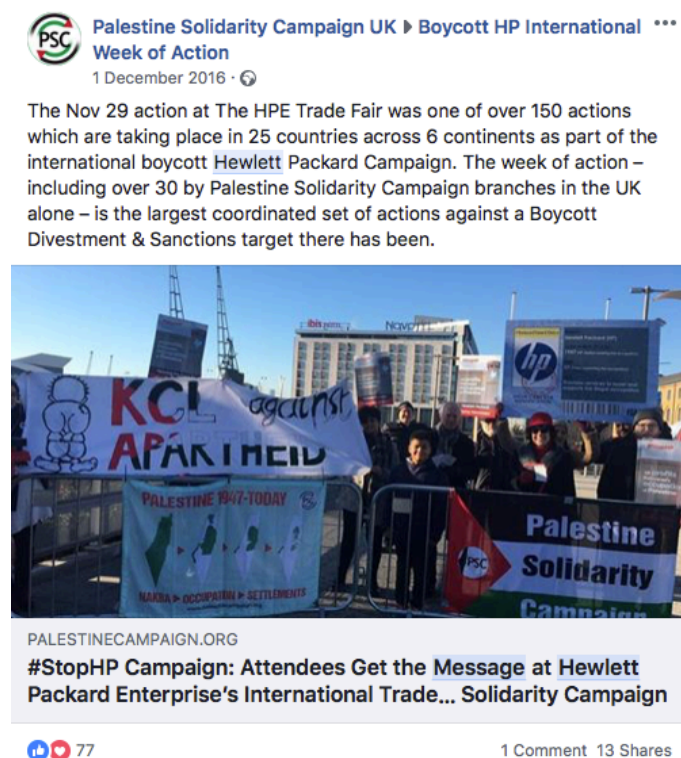 PSC
Palestine Solidarity Campaign UK ▸ Boycott HP International
Week of Action
1 December 2016 ·
The Nov 29 action at The HPE Trade Fair was one of over 150 actions
which are taking place in 25 countries across 6 continents as part of the
international boycott Hewlett Packard Campaign. The week of action –
including over 30 by Palestine Solidarity Campaign branches in the UK
alone – is the largest coordinated set of actions against a Boycott
Divestment & Sanctions target there has been.
ibis
Novotel
hp
KCL against
APARTHEID
PALESTINE 1947-TODAY
NAKBA ▸ OCCUPATION ▸ SETTLEMENTS
PSC
Palestine
Solidarity
Campaign
PALESTINECAMPAIGN.ORG
#StopHP Campaign: Attendees Get the Message at Hewlett
Packard Enterprise's International Trade... Solidarity Campaign
77
1 Comment 13 Shares